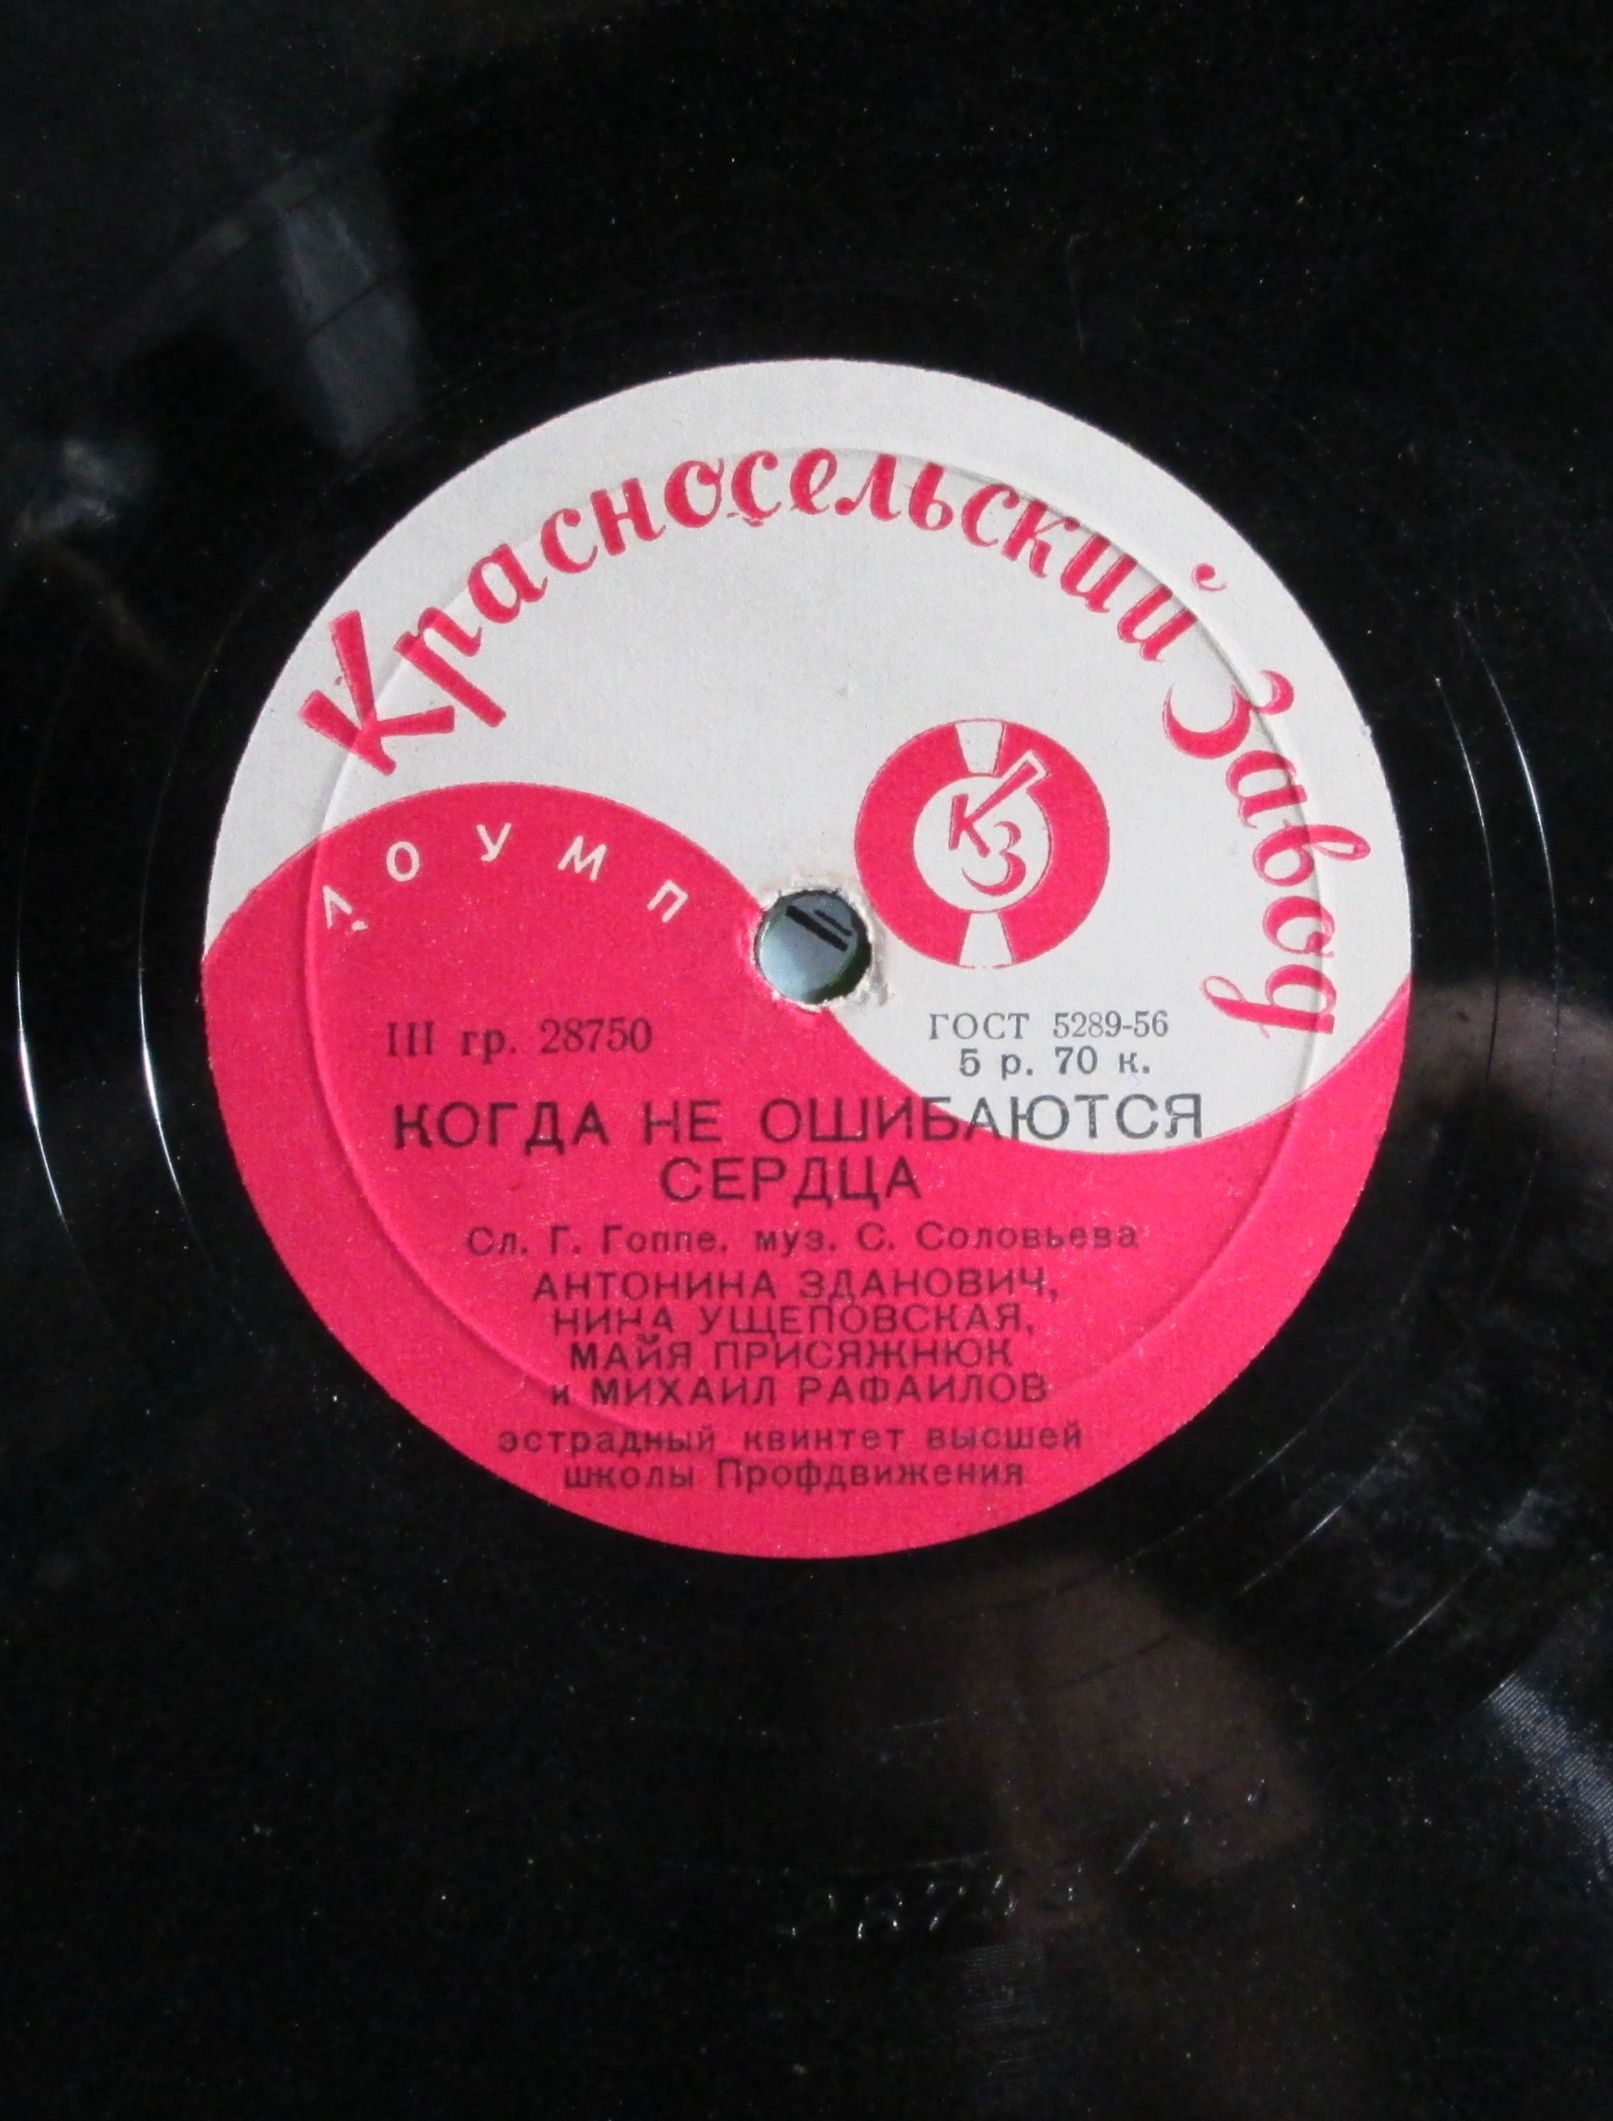 Красносельский Завод
ЛОУМП
КЗ
III гр. 28750
ГОСТ 5289-56
5 р. 70 к.
КОГДА НЕ ОШИБАЮТСЯ
СЕРДЦА
Сл. Г. Гоппе, муз. С. Соловьева
АНТОНИНА ЗДАНОВИЧ,
НИНА УЩЕПОВСКАЯ,
МАЙЯ ПРИСЯЖНЮК
и МИХАИЛ РАФАИЛОВ
эстрадный квинтет высшей
школы Профдвижения